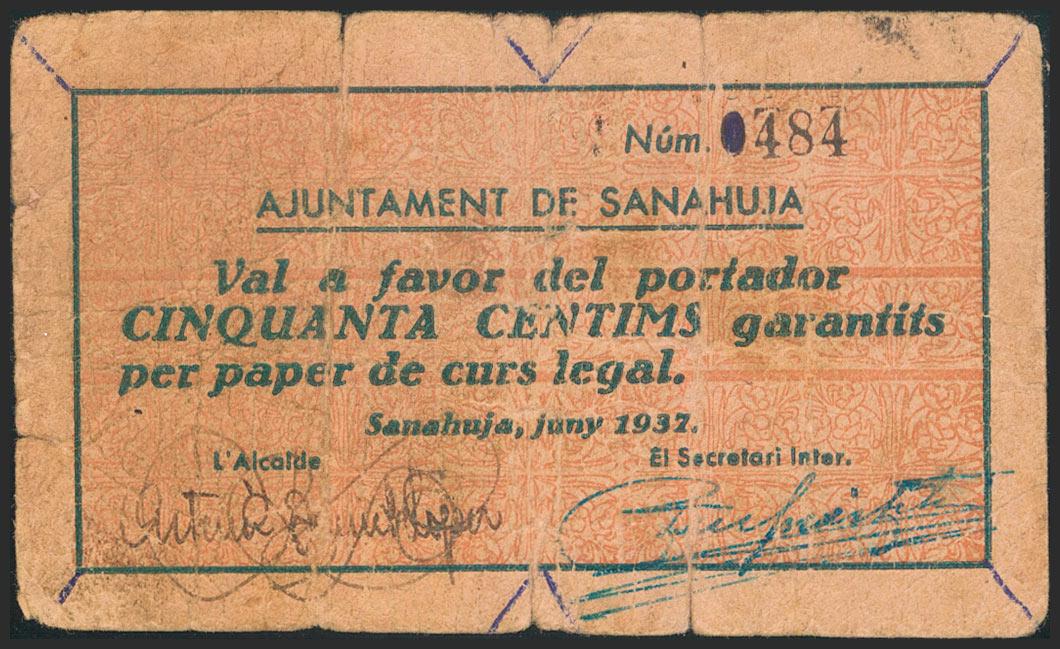 Núm. 0484
AJUNTAMENT DE SANAHUJA
Val a favor del portador
CINQUANTA CENTIMS garantits
per paper de curs legal.
Sanahuja, juny 1937.
L'Alcalde El Secretari Inter.